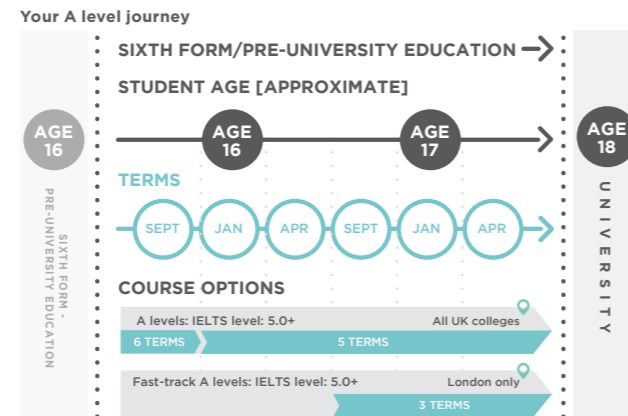 Your A level journey
SIXTH FORM/PRE-UNIVERSITY EDUCATION
STUDENT AGE [APPROXIMATE]
AGE
16
AGE
16
AGE
17
AGE
18
SIXTH FORM -
PRE-UNIVERSITY EDUCATION
UNIVERSITY
TERMS
SEPT JAN APR SEPT JAN APR
COURSE OPTIONS
A levels: IELTS level: 5.0+ All UK colleges
6 TERMS 5 TERMS
Fast-track A levels: IELTS level: 5.0+ London only
3 TERMS